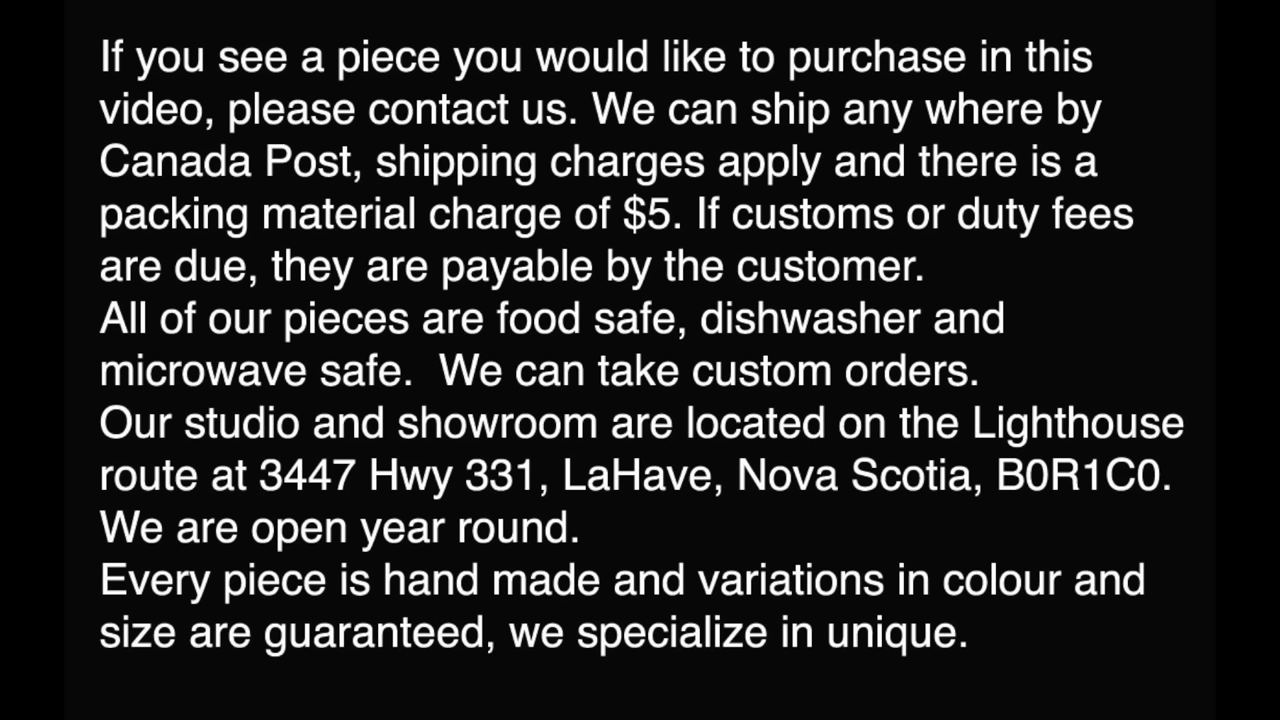 If you see a piece you would like to purchase in this
video, please contact us. We can ship any where by
Canada Post, shipping charges apply and there is a
packing material charge of $5. If customs or duty fees
are due, they are payable by the customer.
All of our pieces are food safe, dishwasher and
microwave safe.  We can take custom orders.
Our studio and showroom are located on the Lighthouse
route at 3447 Hwy 331, LaHave, Nova Scotia, B0R1C0.
We are open year round.
Every piece is hand made and variations in colour and
size are guaranteed, we specialize in unique.